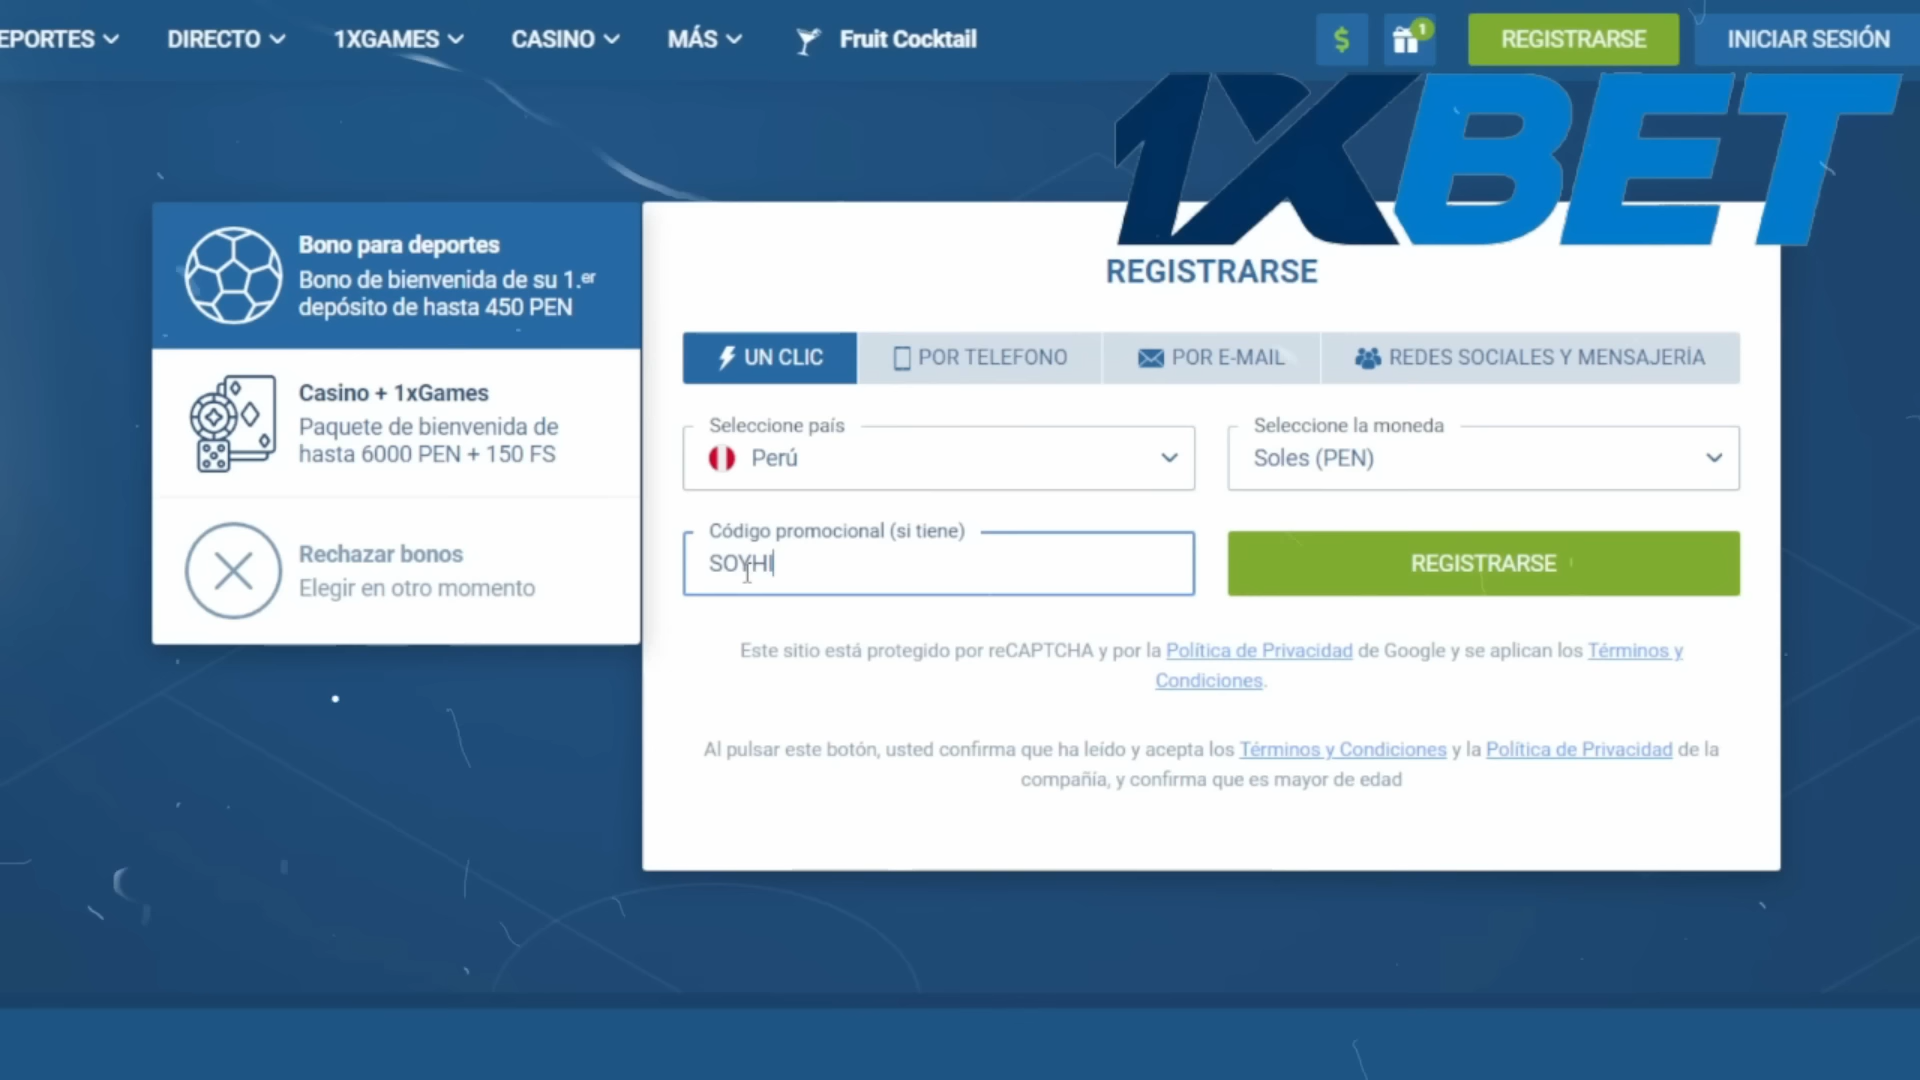 EPORTES
DIRECTO
1XGAMES
CASINO
MÁS
Fruit Cocktail
$
1
REGISTRARSE
INICIAR SESIÓN
1XBET
Bono para deportes
Bono de bienvenida de su 1.er
depósito de hasta 450 PEN
Casino + 1xGames
Paquete de bienvenida de
hasta 6000 PEN + 150 FS
Rechazar bonos
Elegir en otro momento
REGISTRARSE
UN CLIC
POR TELEFONO
POR E-MAIL
REDES SOCIALES Y MENSAJERÍA
Seleccione país
Perú
Seleccione la moneda
Soles (PEN)
Código promocional (si tiene)
SOYHI
REGISTRARSE
Este sitio está protegido por reCAPTCHA y por la Política de Privacidad de Google y se aplican los Términos y
Condiciones.
Al pulsar este botón, usted confirma que ha leído y acepta los Términos y Condiciones y la Política de Privacidad de la
compañía, y confirma que es mayor de edad